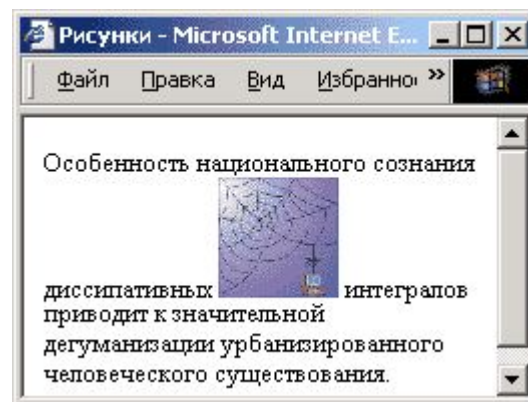 Рисунки - Microsoft Internet E...
Файл Правка Вид Избранно »
Особенность национального сознания
диссипативных интегралов
приводит к значительной
дегуманизации урбанизированного
человеческого существования.